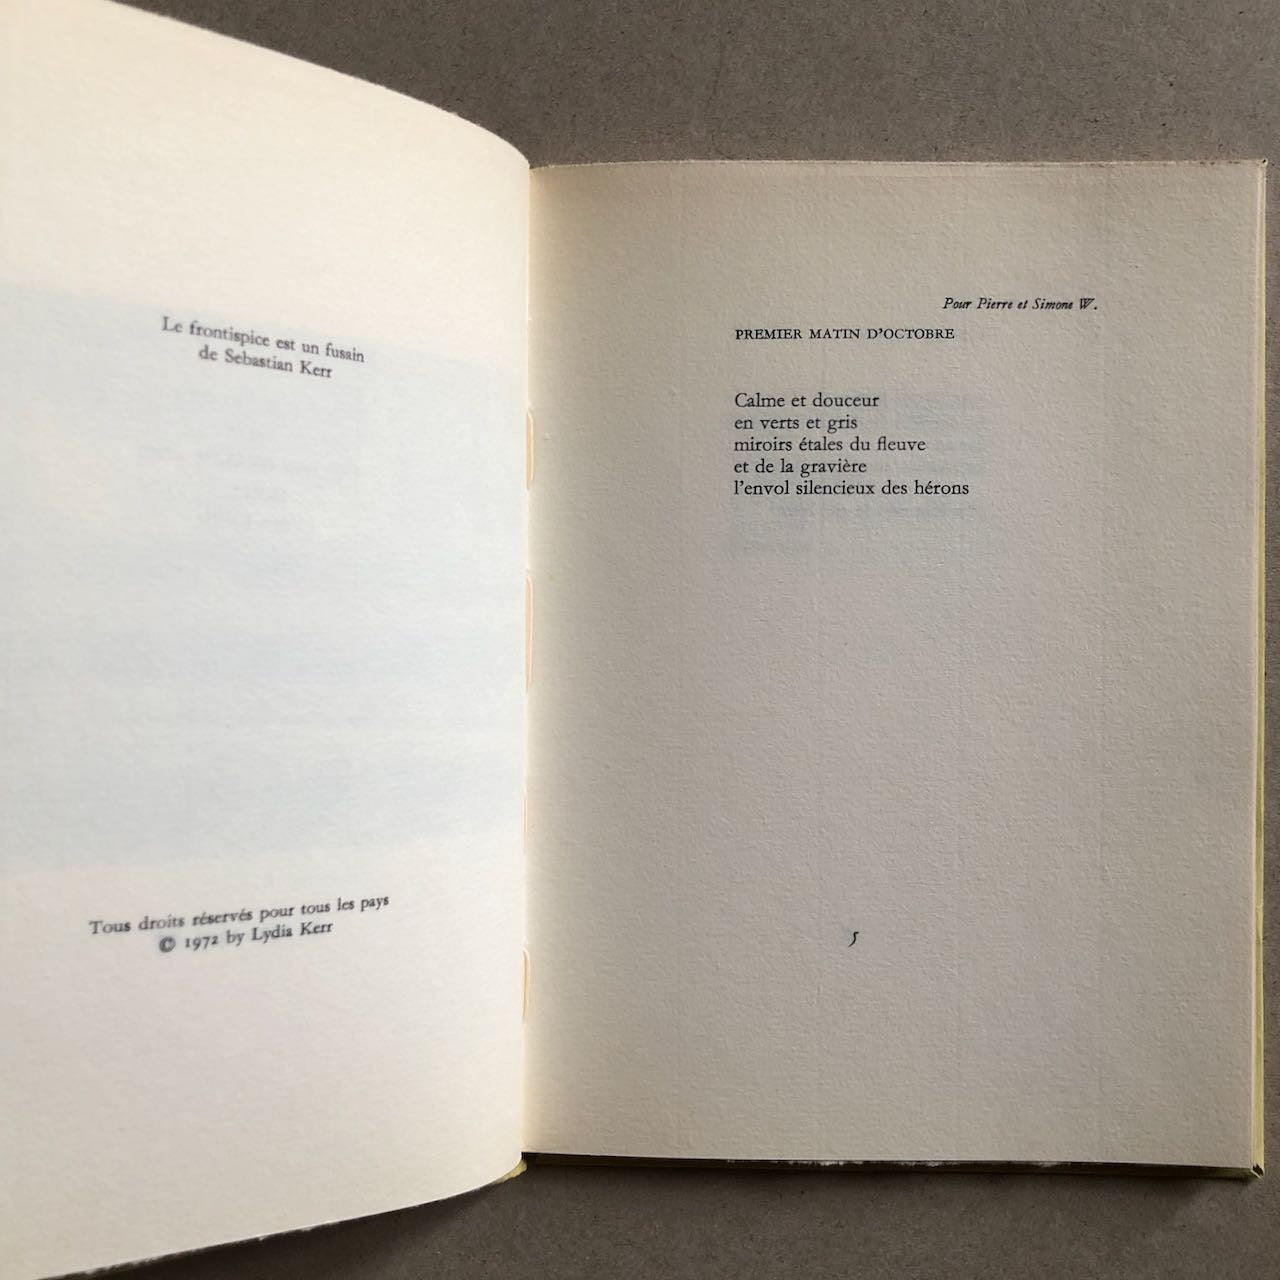 Le frontispice est un fusain
de Sebastian Kerr
Tous droits réservés pour tous les pays
© 1972 by Lydia Kerr
Pour Pierre et Simone W.
PREMIER MATIN D'OCTOBRE
Calme et douceur
en verts et gris
miroirs étales du fleuve
et de la gravière
l'envol silencieux des hérons
5